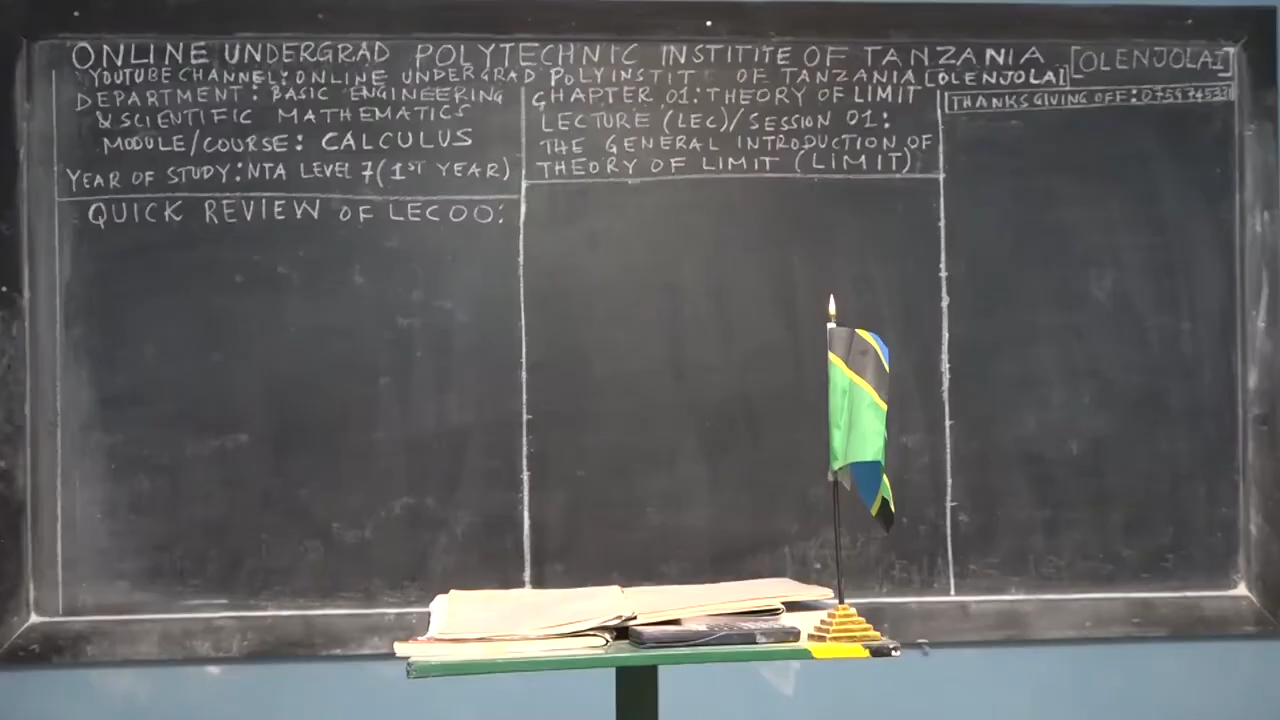 ONLINE UNDERGRAD POLYTECHNIC INSTITITE OF TANZANIA [OLENJOLAI]
YOUTUBE CHANNEL: ONLINE UNDERGRAD POLYINSTIT OF TANZANIA [OLENJOLAI]
DEPARTMENT: BASIC ENGINEERING
& SCIENTIFIC MATHEMATICS
MODULE/COURSE: CALCULUS
YEAR OF STUDY: NTA LEVEL 7 (1ST YEAR)
QUICK REVIEW OF LEC00:
CHAPTER 01: THEORY OF LIMIT
LECTURE (LEC)/SESSION 01:
THE GENERAL INTRODUCTION OF
THEORY OF LIMIT (LIMIT)
THANKS GIVING OFF: